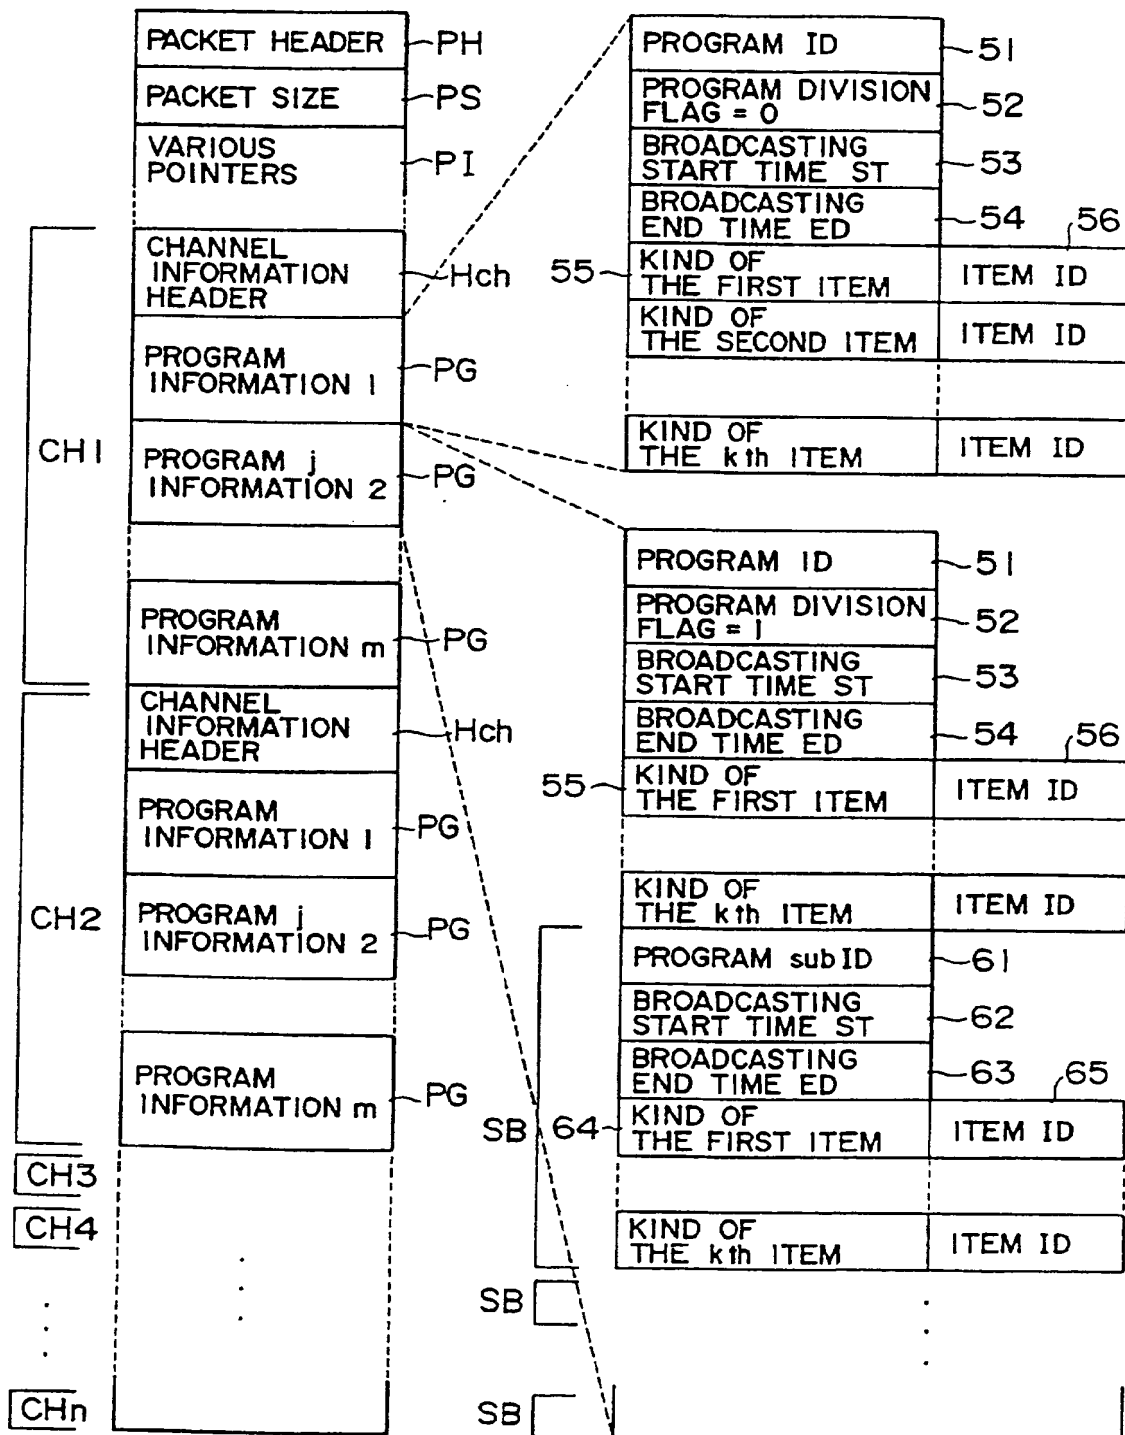 PACKET HEADER
PH
PACKET SIZE
PS
VARIOUS
POINTERS
PI
CH1
CHANNEL
INFORMATION
HEADER
Hch
PROGRAM
INFORMATION 1
PG
PROGRAM j
INFORMATION 2
PG
PROGRAM
INFORMATION m
PG
CH2
CHANNEL
INFORMATION
HEADER
Hch
PROGRAM
INFORMATION 1
PG
PROGRAM j
INFORMATION 2
PG
PROGRAM
INFORMATION m
PG
CH3
CH4
CHn
PROGRAM ID
51
PROGRAM DIVISION
FLAG = 0
52
BROADCASTING
START TIME ST
53
BROADCASTING
END TIME ED
54
56
55
KIND OF
THE FIRST ITEM
ITEM ID
KIND OF
THE SECOND ITEM
ITEM ID
KIND OF
THE kth ITEM
ITEM ID
PROGRAM ID
51
PROGRAM DIVISION
FLAG = 1
52
BROADCASTING
START TIME ST
53
BROADCASTING
END TIME ED
54
56
55
KIND OF
THE FIRST ITEM
ITEM ID
KIND OF
THE kth ITEM
ITEM ID
SB
PROGRAM subID
61
BROADCASTING
START TIME ST
62
BROADCASTING
END TIME ED
63
65
64
KIND OF
THE FIRST ITEM
ITEM ID
KIND OF
THE kth ITEM
ITEM ID
SB
SB